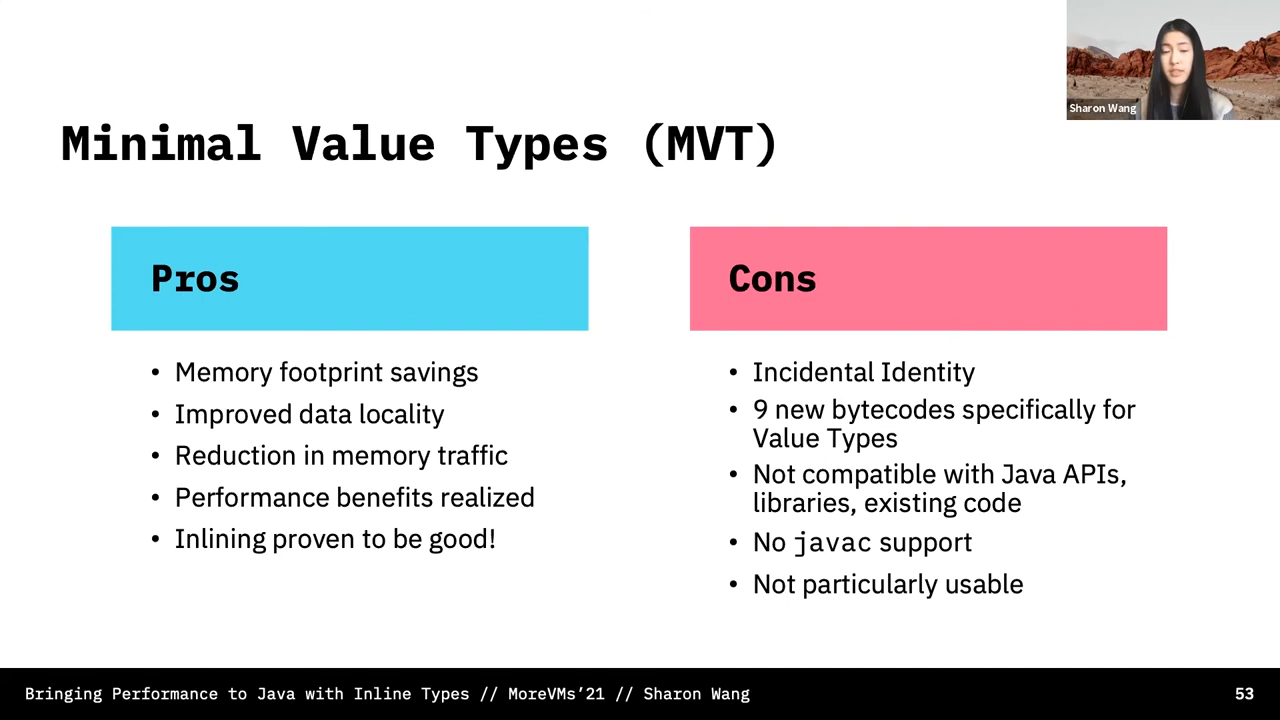 Sharon Wang
Minimal Value Types (MVT)
Pros
• Memory footprint savings
• Improved data locality
• Reduction in memory traffic
• Performance benefits realized
• Inlining proven to be good!
Cons
• Incidental Identity
• 9 new bytecodes specifically for
Value Types
• Not compatible with Java APIs,
libraries, existing code
• No javac support
• Not particularly usable
Bringing Performance to Java with Inline Types // MoreVMs’21 // Sharon Wang
53